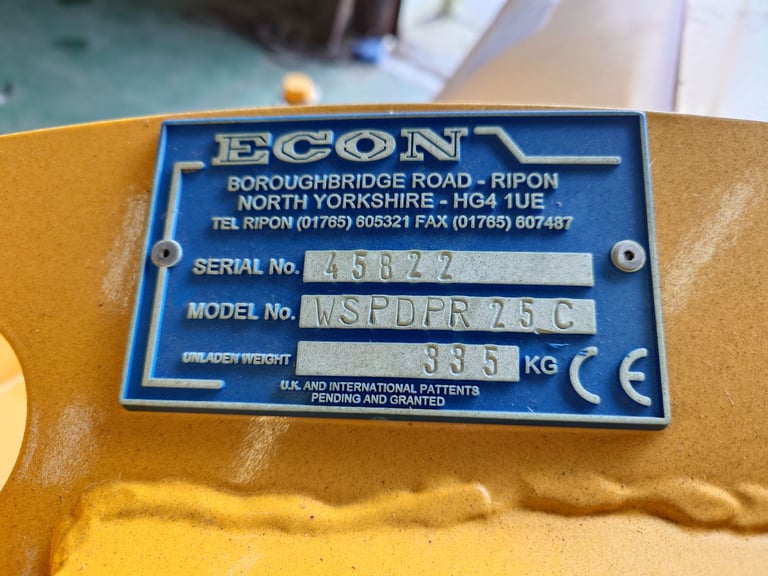 ECON
BOROUGHBRIDGE ROAD - RIPON
NORTH YORKSHIRE - HG4 1UE
TEL RIPON (01765) 605321 FAX (01765) 607487
SERIAL No. 45822
MODEL No. WSPDPR 25 C
UNLADEN WEIGHT 335 KG CE
U.K. AND INTERNATIONAL PATTENTS
PENDING AND GRANTED